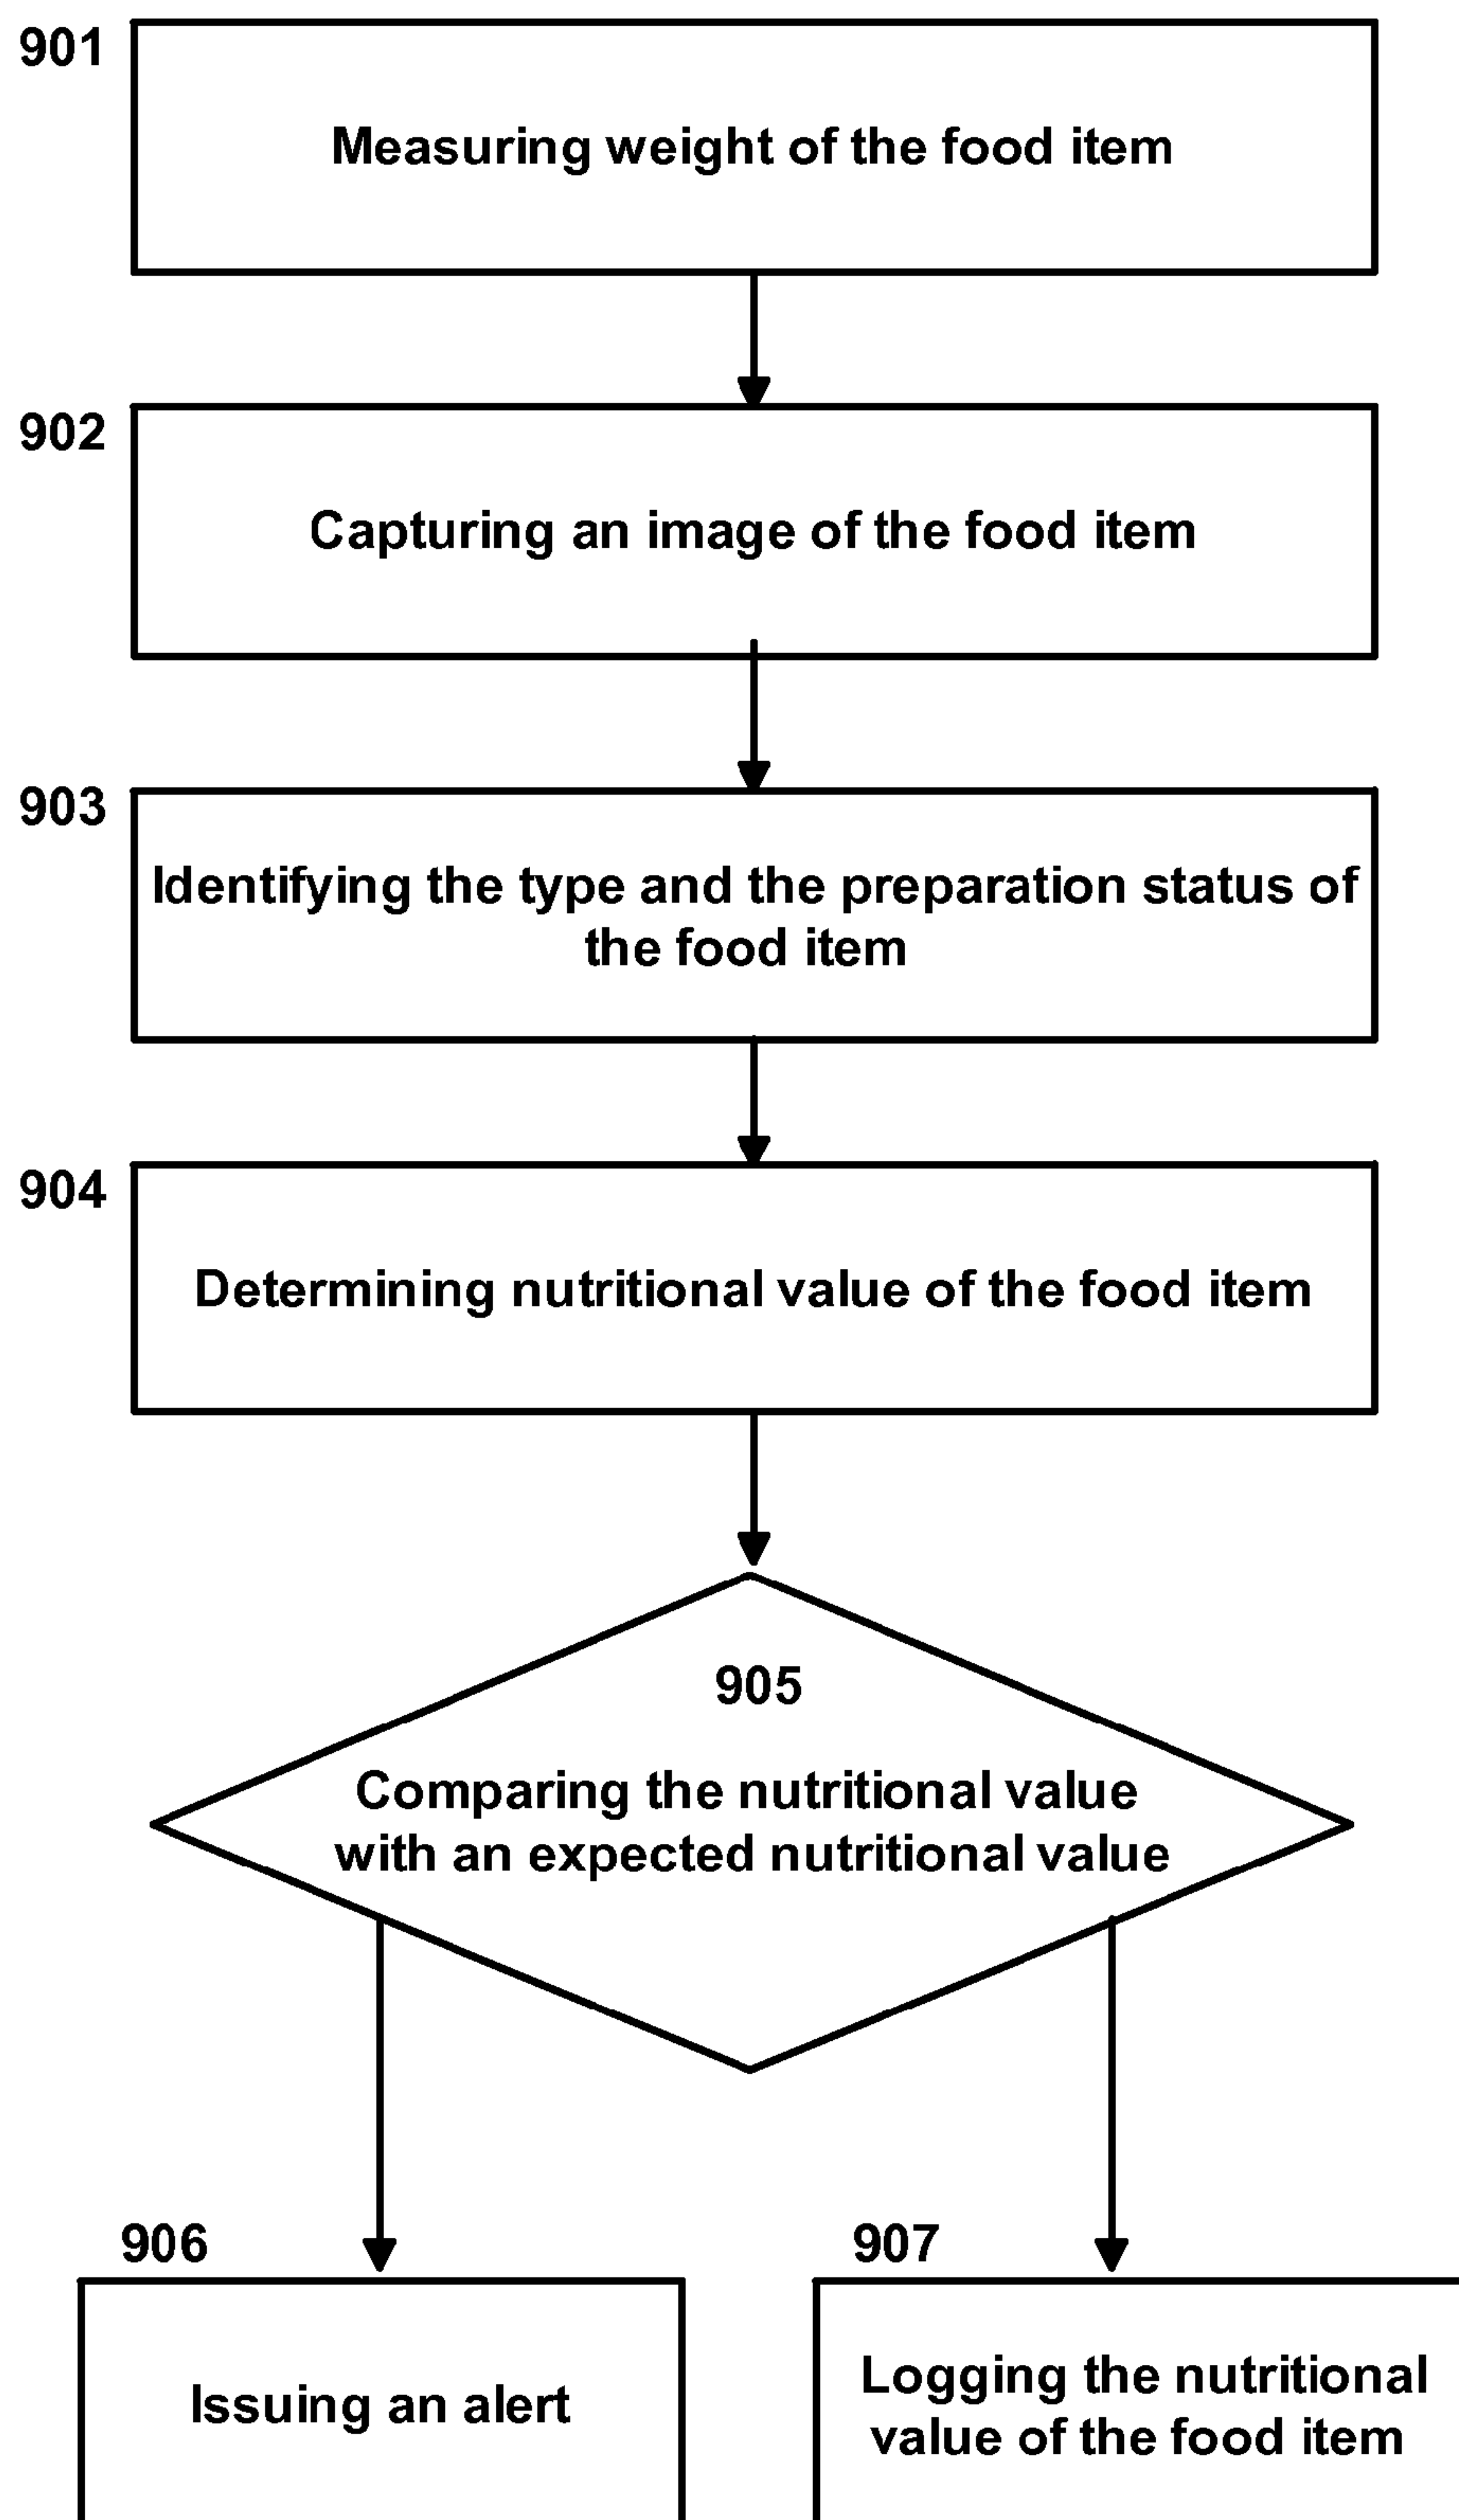 901
Measuring weight of the food item
902
Capturing an image of the food item
903
Identifying the type and the preparation status of
the food item
904
Determining nutritional value of the food item
905
Comparing the nutritional value
with an expected nutritional value
906
Issuing an alert
907
Logging the nutritional
value of the food item